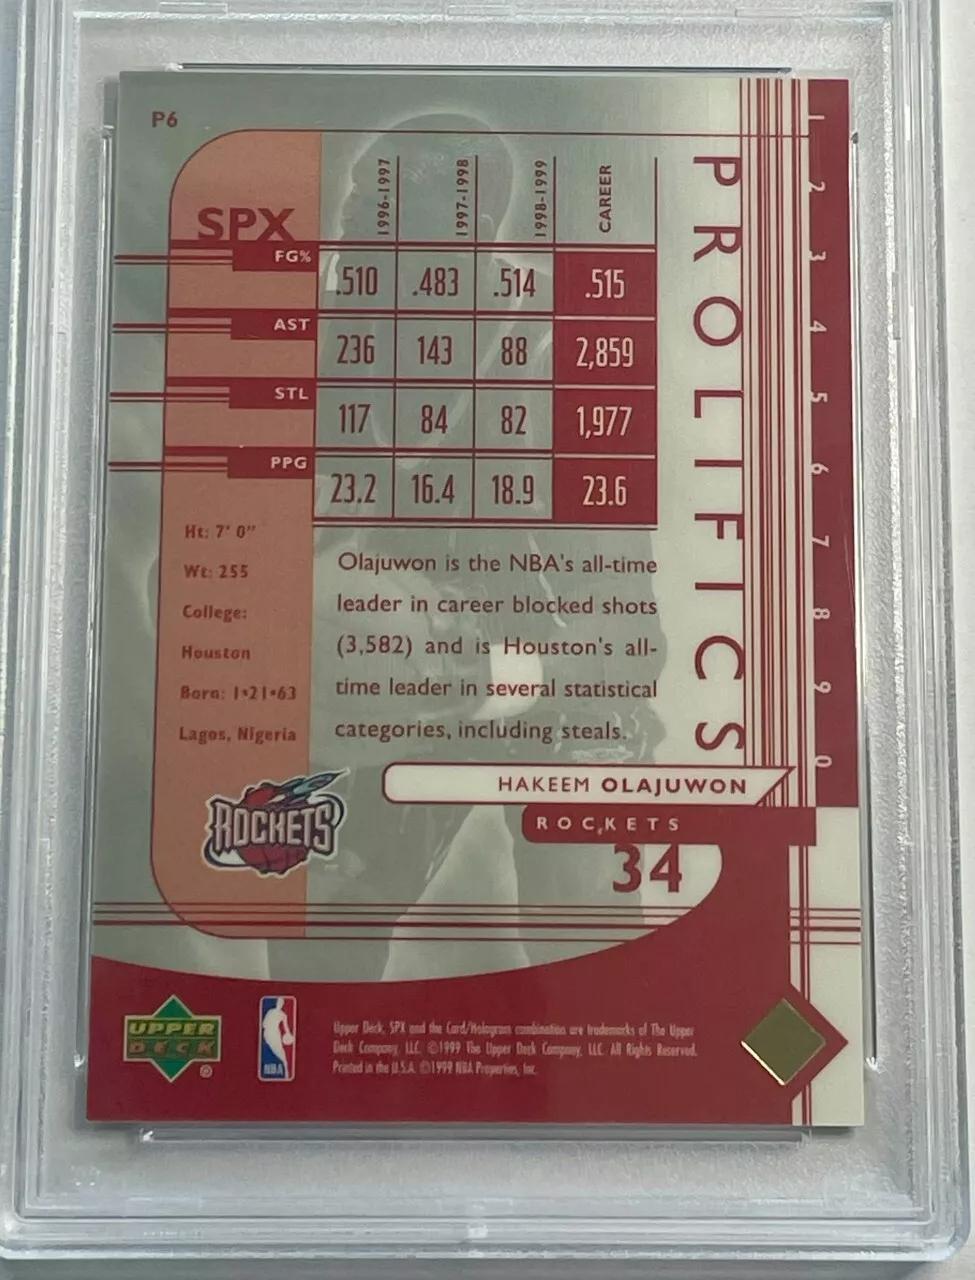 P6
SPX
1996-1997 1997-1998 1998-1999 CAREER
FG% .510 .483 .514 .515
AST 236 143 88 2,859
STL 117 84 82 1,977
PPG 23.2 16.4 18.9 23.6
PROLIFICS
1 2 3 4 5 6 7 8 9 0
Ht: 7' 0"
Wt: 255
College:
Houston
Born: 1•21•63
Lagos, Nigeria
Olajuwon is the NBA's all-time
leader in career blocked shots
(3,582) and is Houston's all-
time leader in several statistical
categories, including steals.
HAKEEM OLAJUWON
ROCKETS
34
ROCKETS
UPPER
DECK
®
NBA
Upper Deck, SPX and the Card/Hologram combination are trademarks of The Upper
Deck Company, LLC. ©1999 The Upper Deck Company, LLC. All Rights Reserved.
Printed in the U.S.A. ©1999 NBA Properties, Inc.